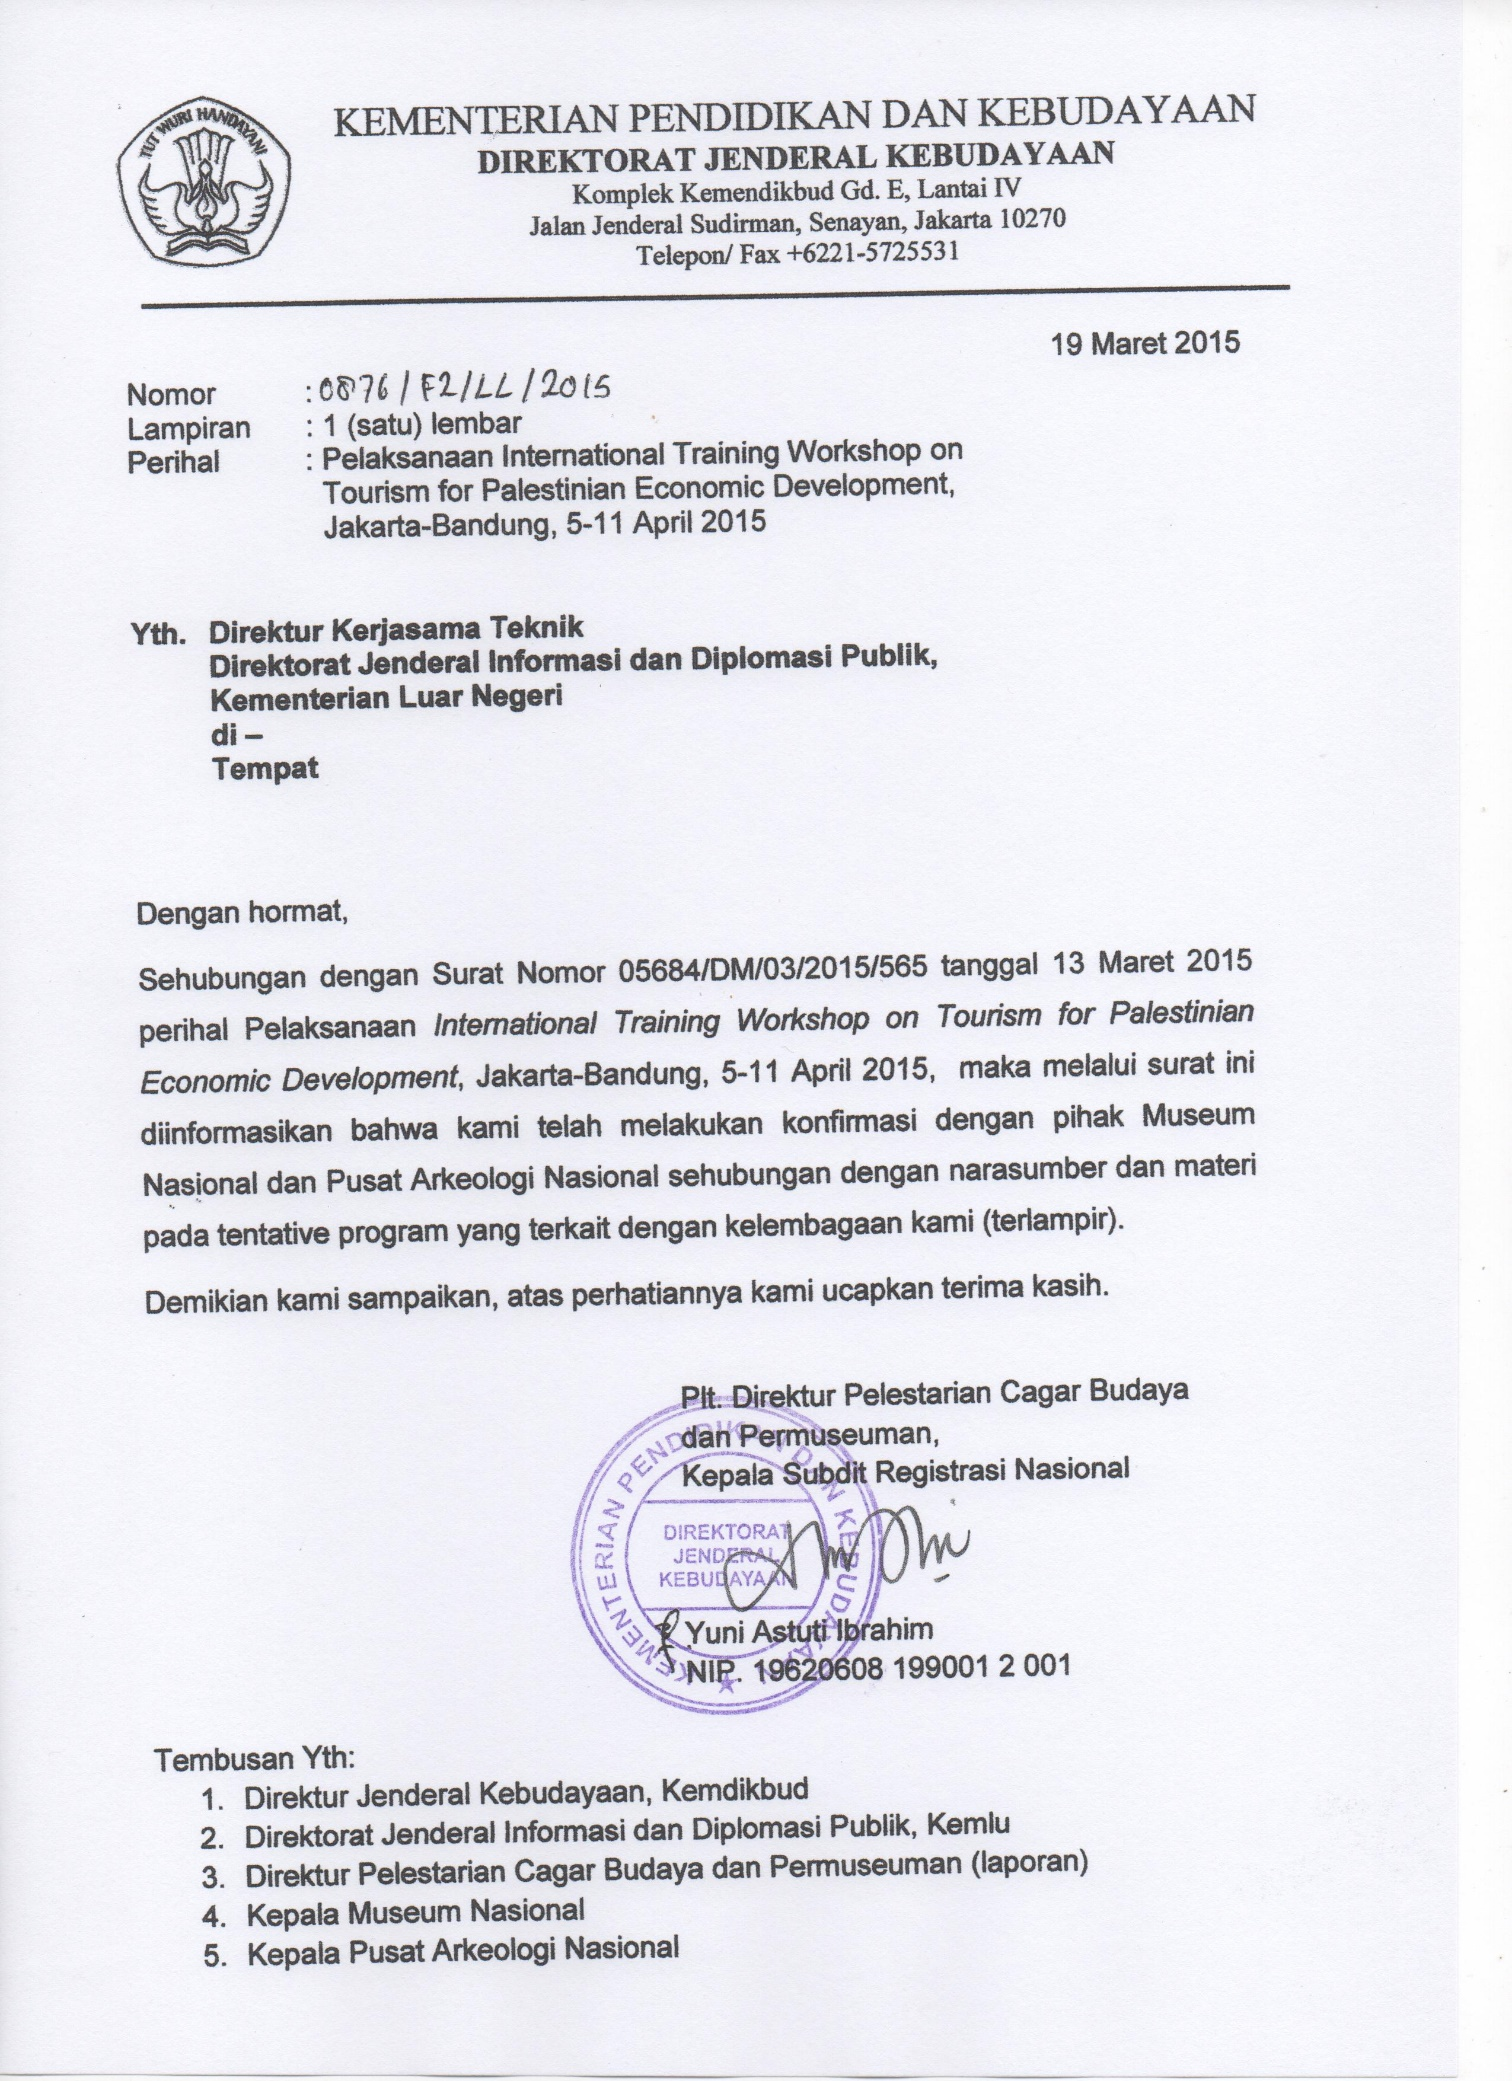 TUT WURI HANDAYANI
KEMENTERIAN PENDIDIKAN DAN KEBUDAYAAN
DIREKTORAT JENDERAL KEBUDAYAAN
Komplek Kemendikbud Gd. E, Lantai IV
Jalan Jenderal Sudirman, Senayan, Jakarta 10270
Telepon/ Fax +6221-5725531
19 Maret 2015
Nomor : 0876/F2/LL/2015
Lampiran : 1 (satu) lembar
Perihal : Pelaksanaan International Training Workshop on
Tourism for Palestinian Economic Development,
Jakarta-Bandung, 5-11 April 2015
Yth. Direktur Kerjasama Teknik
Direktorat Jenderal Informasi dan Diplomasi Publik,
Kementerian Luar Negeri
di –
Tempat
Dengan hormat,
Sehubungan dengan Surat Nomor 05684/DM/03/2015/565 tanggal 13 Maret 2015
perihal Pelaksanaan International Training Workshop on Tourism for Palestinian
Economic Development, Jakarta-Bandung, 5-11 April 2015, maka melalui surat ini
diinformasikan bahwa kami telah melakukan konfirmasi dengan pihak Museum
Nasional dan Pusat Arkeologi Nasional sehubungan dengan narasumber dan materi
pada tentative program yang terkait dengan kelembagaan kami (terlampir).
Demikian kami sampaikan, atas perhatiannya kami ucapkan terima kasih.
Plt. Direktur Pelestarian Cagar Budaya
dan Permuseuman,
Kepala Subdit Registrasi Nasional
KEMENTERIAN PENDIDIKAN DAN KEBUDAYAAN
DIREKTORAT
JENDERAL
KEBUDAYAAN
Yuni Astuti Ibrahim
NIP. 19620608 199001 2 001
Tembusan Yth:
1. Direktur Jenderal Kebudayaan, Kemdikbud
2. Direktorat Jenderal Informasi dan Diplomasi Publik, Kemlu
3. Direktur Pelestarian Cagar Budaya dan Permuseuman (laporan)
4. Kepala Museum Nasional
5. Kepala Pusat Arkeologi Nasional